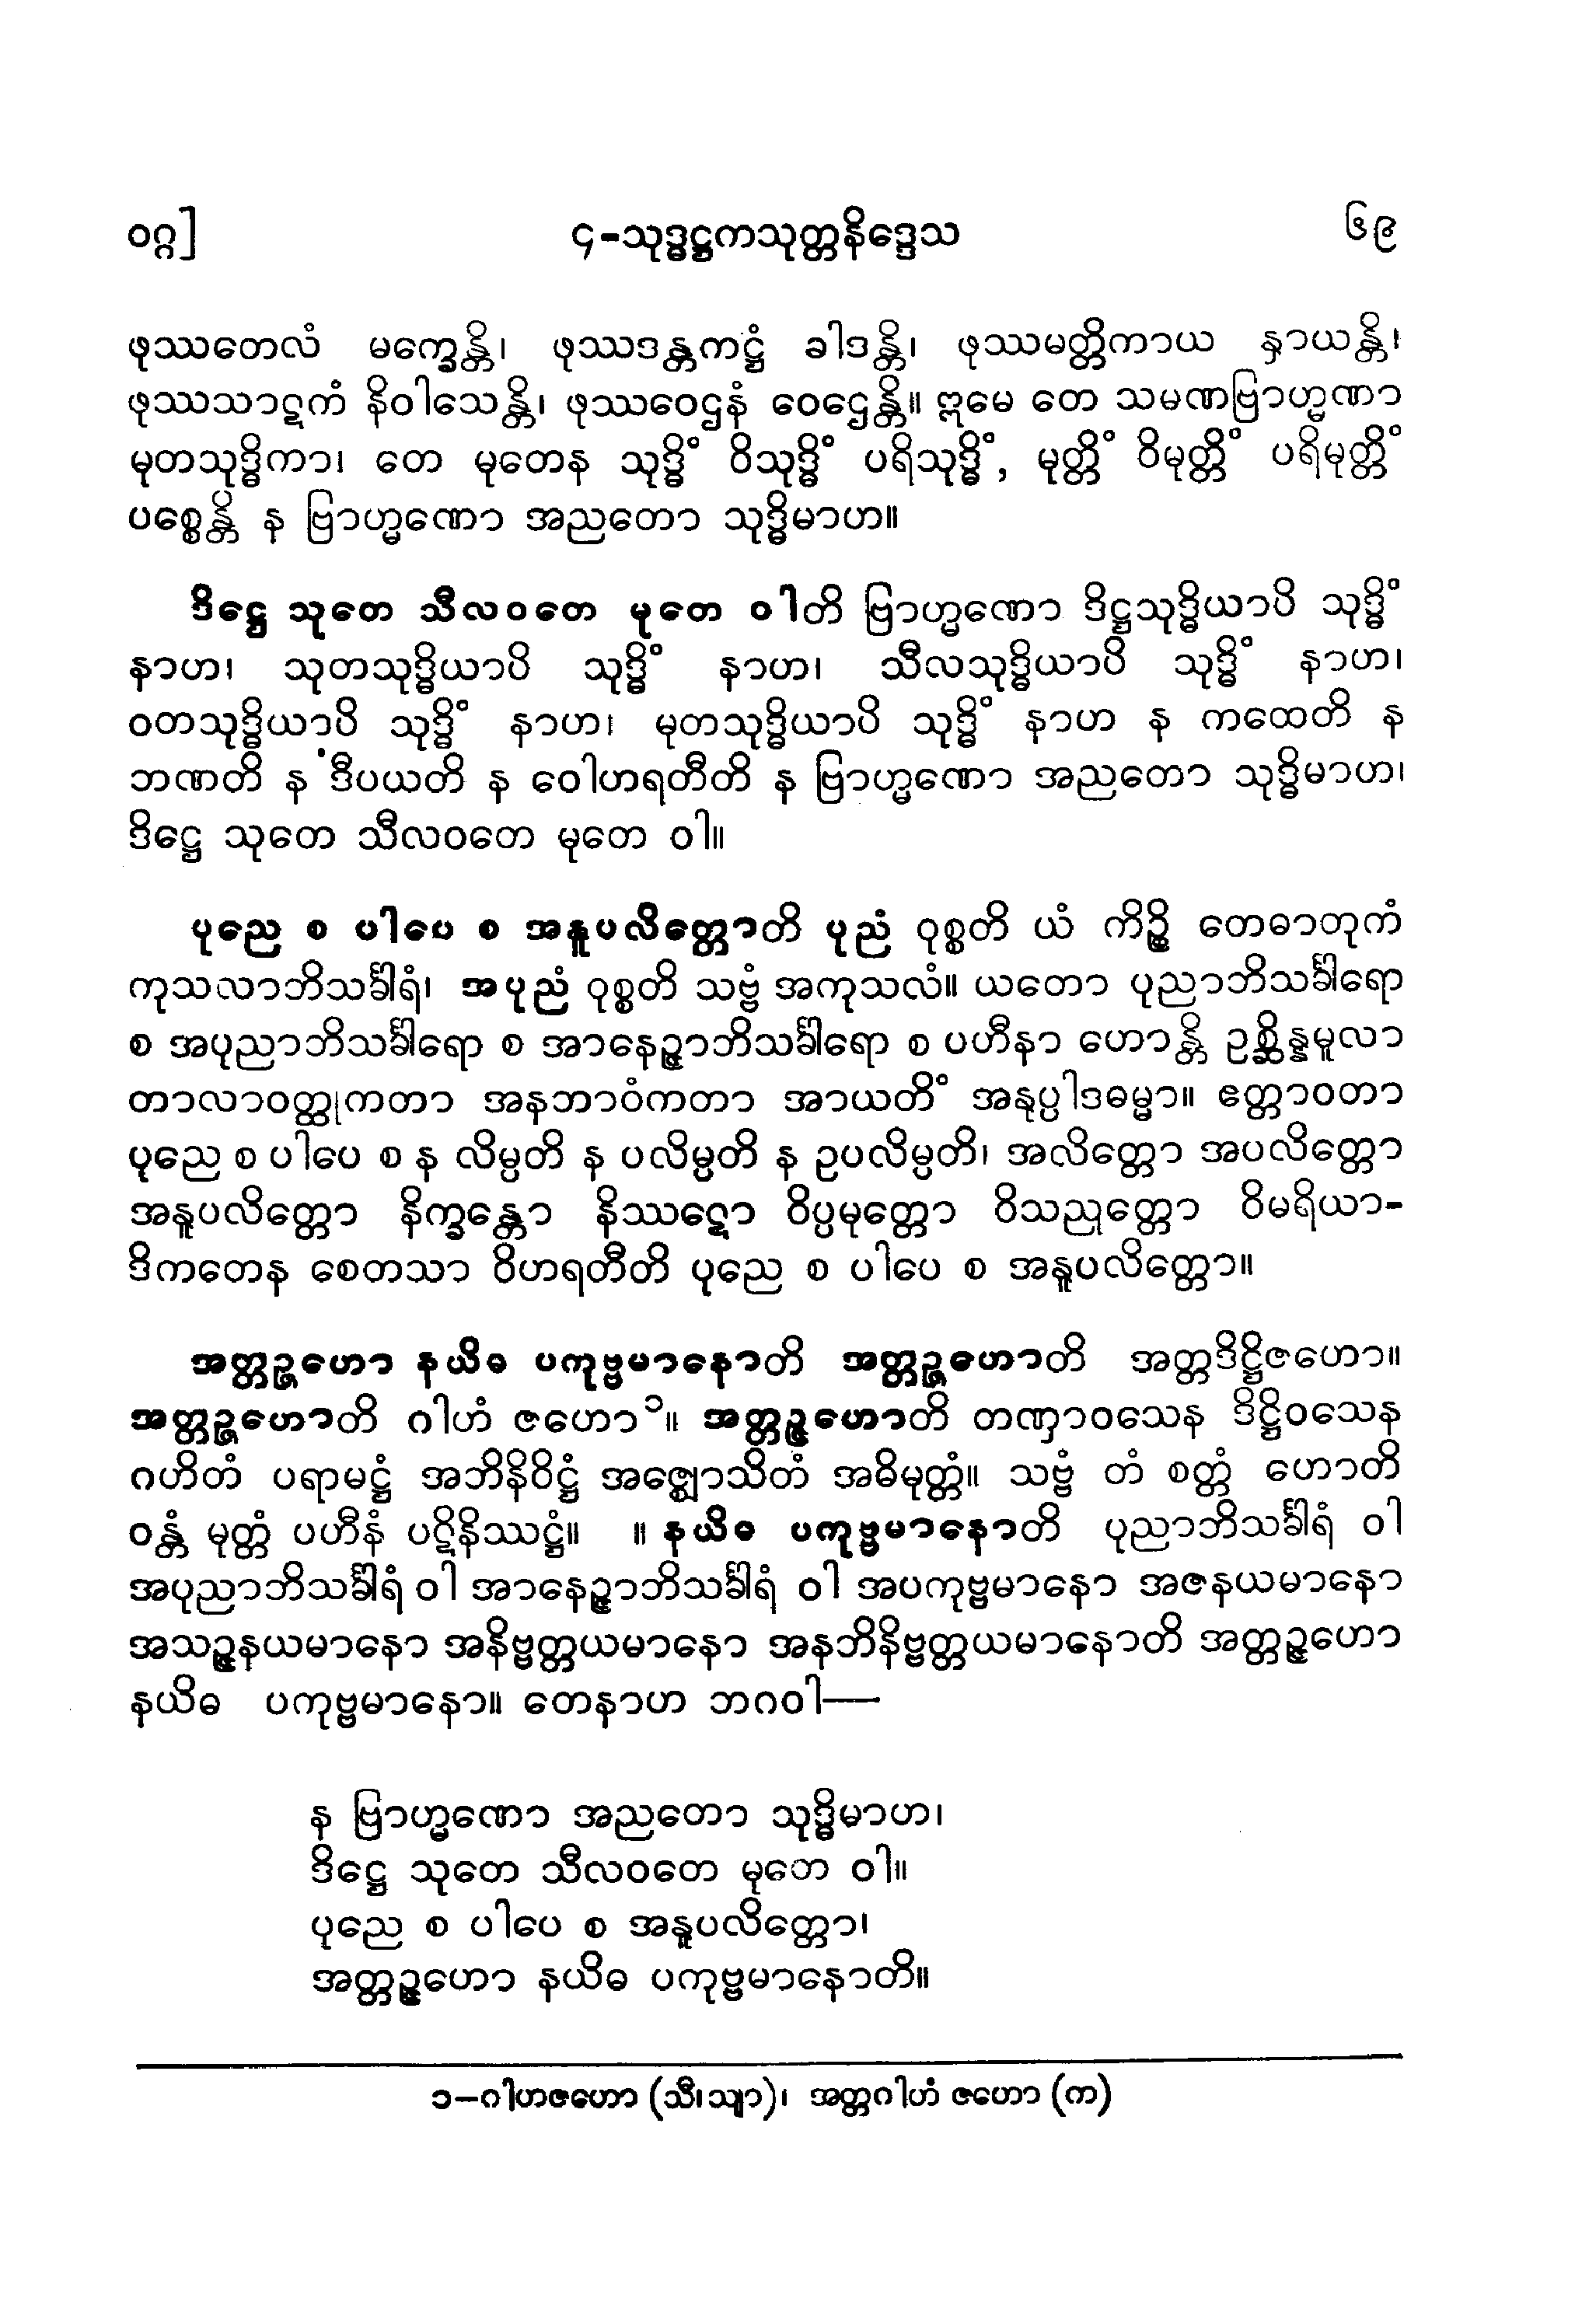 ဝဂ္ဂ]
၄-သုဒ္ဓဋ္ဌကသုတ္တနိဒ္ဒေသ
၆၉
ဖုဿတေလံ မက္ခေန္တိ၊ ဖုဿဒန္တကဋ္ဌံ ခါဒန္တိ၊ ဖုဿမတ္တိကာယ နှာယန္တိ၊
ဖုဿသာဋကံ နိဝါသေန္တိ၊ ဖုဿဝေဌနံ ဝေဌေန္တိ။ ဣမေ တေ သမဏဗြာဟ္မဏာ
မုတသုဒ္ဓိကာ၊ တေ မုတေန သုဒ္ဓိံ ဝိသုဒ္ဓိံ ပရိသုဒ္ဓိံ, မုတ္တိံ ဝိမုတ္တိံ ပရိမုတ္တိံ
ပစ္စေန္တိ န ဗြာဟ္မဏော အညတော သုဒ္ဓိမာဟ။
ဒိဋ္ဌေ သုတေ သီလဝတေ မုတေ ဝါတိ ဗြာဟ္မဏော ဒိဋ္ဌသုဒ္ဓိယာပိ သုဒ္ဓိံ
နာဟ၊ သုတသုဒ္ဓိယာပိ သုဒ္ဓိံ နာဟ၊ သီလသုဒ္ဓိယာပိ သုဒ္ဓိံ နာဟ၊
ဝတသုဒ္ဓိယာပိ သုဒ္ဓိံ နာဟ၊ မုတသုဒ္ဓိယာပိ သုဒ္ဓိံ နာဟ န ကထေတိ န
ဘဏတိ န ဒီပယတိ န ဝေါဟရတီတိ န ဗြာဟ္မဏော အညတော သုဒ္ဓိမာဟ၊
ဒိဋ္ဌေ သုတေ သီလဝတေ မုတေ ဝါ။
ပုညေ စ ပါပေ စ အနူပလိတ္တောတိ ပုညံ ဝုစ္စတိ ယံ ကိဉ္စိ တေဓာတုကံ
ကုသလာဘိသင်္ခါရံ၊ အပုညံ ဝုစ္စတိ သဗ္ဗံ အကုသလံ။ ယတော ပုညာဘိသင်္ခါရော
စ အပုညာဘိသင်္ခါရော စ အာနေဉ္ဇာဘိသင်္ခါရော စ ပဟီနာ ဟောန္တိ ဥစ္ဆိန္နမူလာ
တာလာဝတ္ထုကတာ အနဘာဝံကတာ အာယတိံ အနုပ္ပါဒဓမ္မာ။ ဧတ္တာဝတာ
ပုညေ စ ပါပေ စ န လိမ္ပတိ န ပလိမ္ပတိ န ဥပလိမ္ပတိ၊ အလိတ္တော အပလိတ္တော
အနူပလိတ္တော နိက္ခန္တော နိဿဋော ဝိပ္ပမုတ္တော ဝိသညုတ္တော ဝိမရိယာ-
ဒိကတေန စေတသာ ဝိဟရတီတိ ပုညေ စ ပါပေ စ အနူပလိတ္တော။
အတ္တဉ္ဇဟော နယိဓ ပကုဗ္ဗမာနောတိ အတ္တဉ္ဇဟောတိ အတ္တဒိဋ္ဌိဇဟော။
အတ္တဉ္ဇဟောတိ ဂါဟံ ဇဟော၁။ အတ္တဉ္ဇဟောတိ တဏှာဝသေန ဒိဋ္ဌိဝသေန
ဂဟိတံ ပရာမဋ္ဌံ အဘိနိဝိဋ္ဌံ အဇ္ဈောသိတံ အဓိမုတ္တံ။ သဗ္ဗံ တံ စတ္တံ ဟောတိ
ဝန္တံ မုတ္တံ ပဟီနံ ပဋိနိဿဋ္ဌံ။ ။ နယိဓ ပကုဗ္ဗမာနောတိ ပုညာဘိသင်္ခါရံ ဝါ
အပုညာဘိသင်္ခါရံ ဝါ အာနေဉ္ဇာဘိသင်္ခါရံ ဝါ အပကုဗ္ဗမာနော အဇနယမာနော
အသဉ္ဇနယမာနော အနိဗ္ဗတ္တယမာနော အနဘိနိဗ္ဗတ္တယမာနောတိ အတ္တဉ္ဇဟော
နယိဓ ပကုဗ္ဗမာနော။ တေနာဟ ဘဂဝါ—
န ဗြာဟ္မဏော အညတော သုဒ္ဓိမာဟ၊
ဒိဋ္ဌေ သုတေ သီလဝတေ မုတေ ဝါ။
ပုညေ စ ပါပေ စ အနူပလိတ္တော၊
အတ္တဉ္ဇဟော နယိဓ ပကုဗ္ဗမာနောတိ။
၁–ဂါဟဇဟော (သီ၊သျာ)၊ အတ္တဂါဟံ ဇဟော (က)